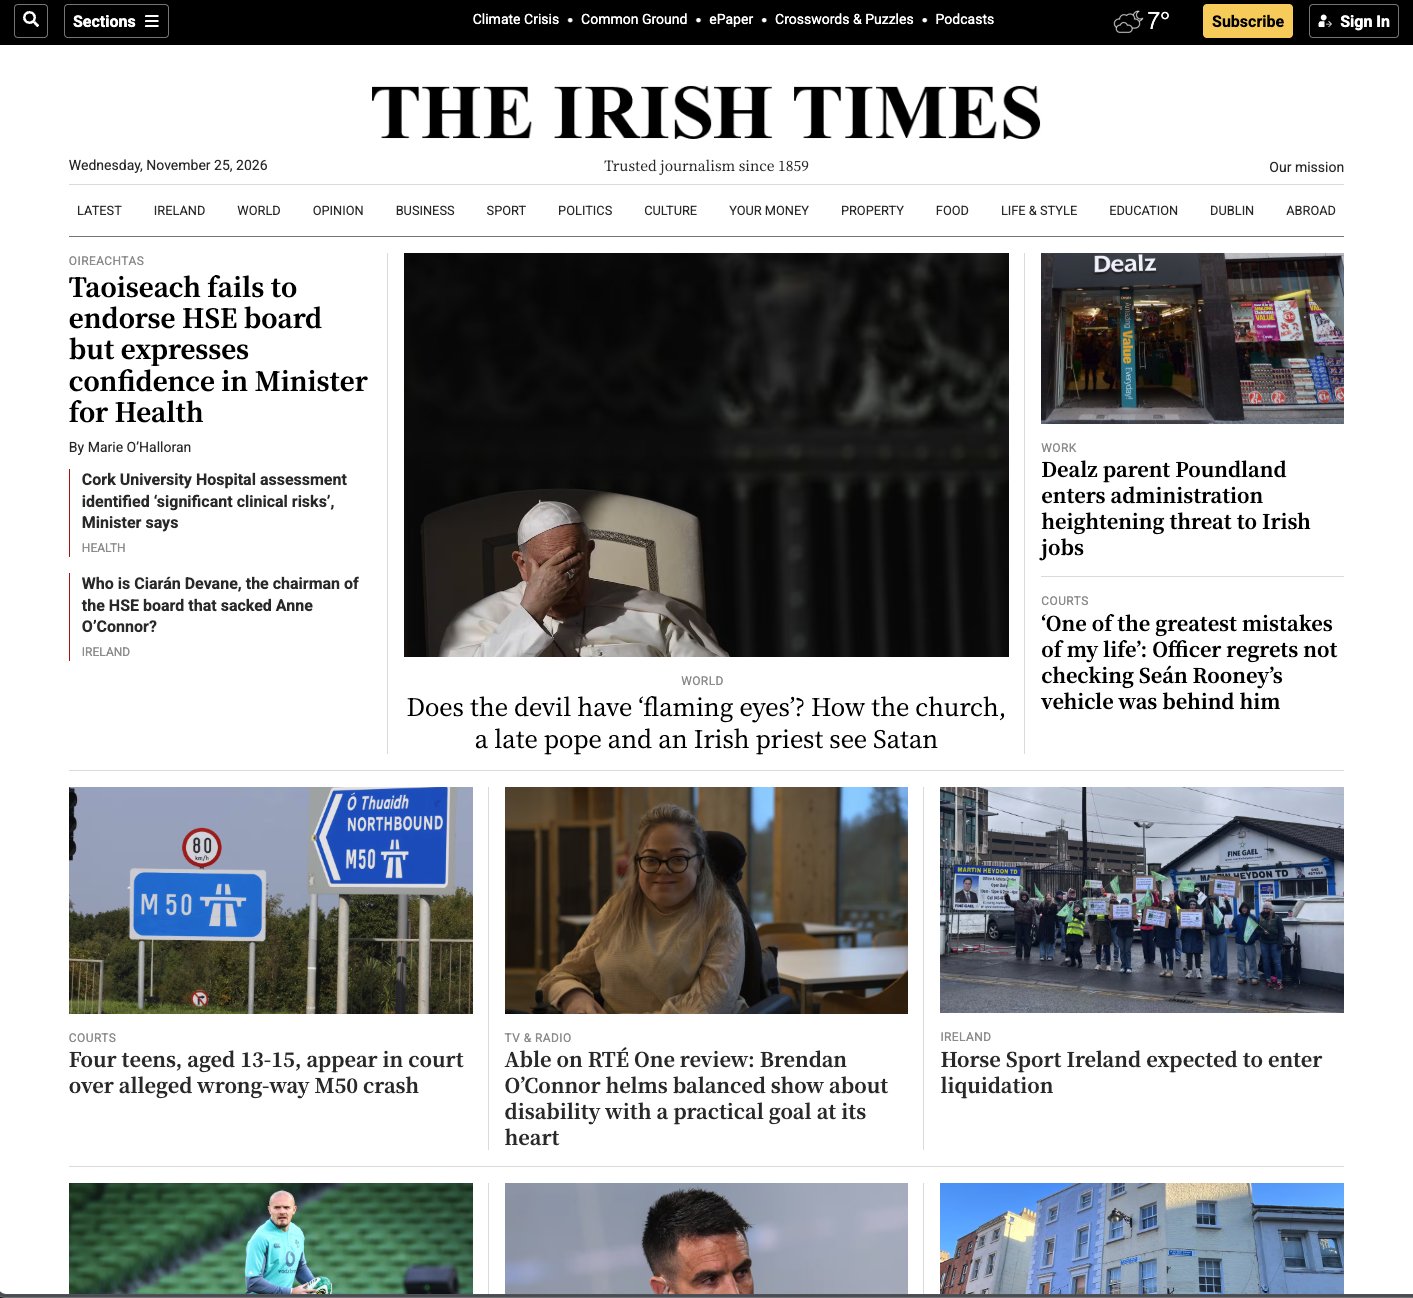 Sections
Climate Crisis • Common Ground • ePaper • Crosswords & Puzzles • Podcasts
7°
Subscribe
Sign In
THE IRISH TIMES
Wednesday, November 25, 2026
Trusted journalism since 1859
Our mission
LATEST IRELAND WORLD OPINION BUSINESS SPORT POLITICS CULTURE YOUR MONEY PROPERTY FOOD LIFE & STYLE EDUCATION DUBLIN ABROAD
OIREACHTAS
Taoiseach fails to
endorse HSE board
but expresses
confidence in Minister
for Health
By Marie O’Halloran
Cork University Hospital assessment
identified ‘significant clinical risks’,
Minister says
HEALTH
Who is Ciarán Devane, the chairman of
the HSE board that sacked Anne
O’Connor?
IRELAND
WORLD
Does the devil have ‘flaming eyes’? How the church,
a late pope and an Irish priest see Satan
Dealz
Amazing Value Everyday!
WORK
Dealz parent Poundland
enters administration
heightening threat to Irish
jobs
COURTS
‘One of the greatest mistakes
of my life’: Officer regrets not
checking Seán Rooney’s
vehicle was behind him
80
km/h
M50
Ó Thuaidh
NORTHBOUND
M50
COURTS
Four teens, aged 13-15, appear in court
over alleged wrong-way M50 crash
TV & RADIO
Able on RTÉ One review: Brendan
O’Connor helms balanced show about
disability with a practical goal at its
heart
FINE GAEL
MARTIN HEYDON TD
MARTIN HEYDON TD
FINE GAEL
IRELAND
Horse Sport Ireland expected to enter
liquidation